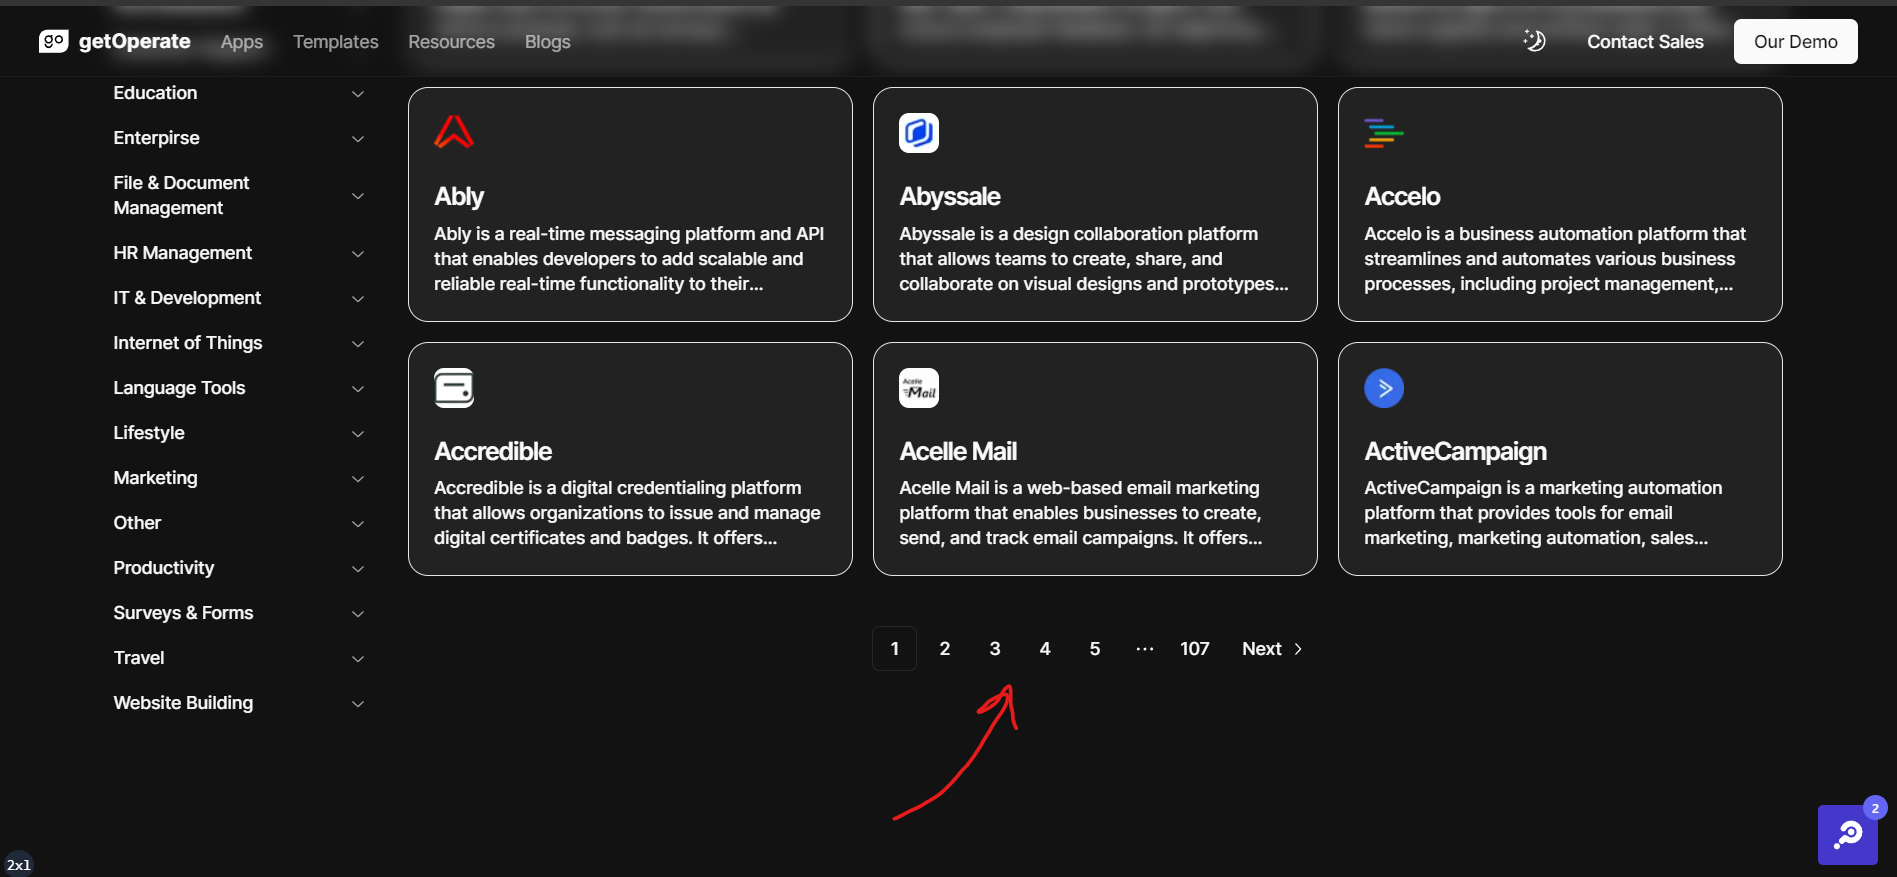 go getOperate Apps Templates Resources Blogs Contact Sales Our Demo
Education
Enterpirse
File & Document
Management
HR Management
IT & Development
Internet of Things
Language Tools
Lifestyle
Marketing
Other
Productivity
Surveys & Forms
Travel
Website Building
Ably
Ably is a real-time messaging platform and API
that enables developers to add scalable and
reliable real-time functionality to their...
Abyssale
Abyssale is a design collaboration platform
that allows teams to create, share, and
collaborate on visual designs and prototypes...
Accelo
Accelo is a business automation platform that
streamlines and automates various business
processes, including project management,...
Accredible
Accredible is a digital credentialing platform
that allows organizations to issue and manage
digital certificates and badges. It offers...
Acelle
Mail
Acelle Mail
Acelle Mail is a web-based email marketing
platform that enables businesses to create,
send, and track email campaigns. It offers...
ActiveCampaign
ActiveCampaign is a marketing automation
platform that provides tools for email
marketing, marketing automation, sales...
1 2 3 4 5 ... 107 Next
2
2xl